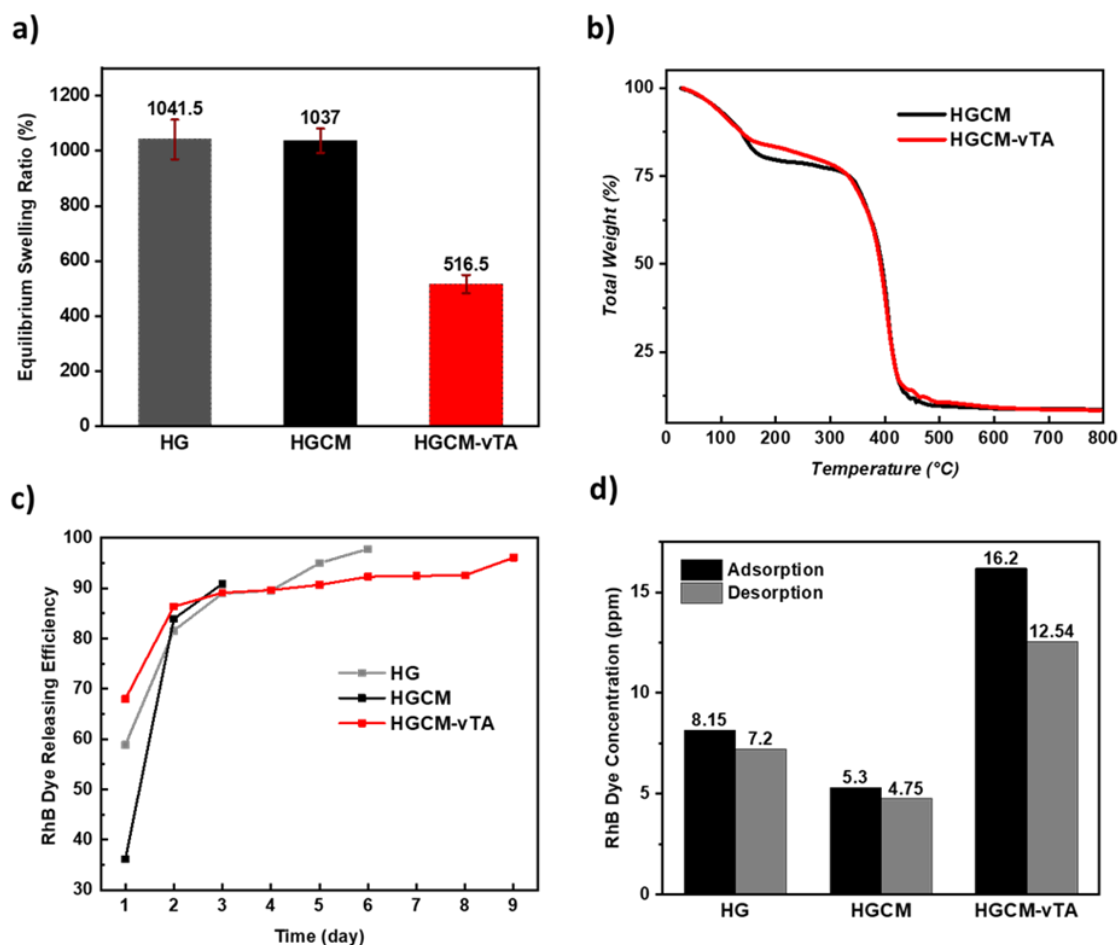 a)
Equilibrium Swelling Ratio (%)
1200
1000
800
600
400
200
0
1041.5
1037
516.5
HG HGCM HGCM-vTA
b)
Total Weight (%)
100
75
50
25
HGCM
HGCM-vTA
0 100 200 300 400 500 600 700 800
Temperature (°C)
c)
RhB Dye Releasing Efficiency
100
90
80
70
60
50
40
30
HG
HGCM
HGCM-vTA
1 2 3 4 5 6 7 8 9
Time (day)
d)
RhB Dye Concentration (ppm)
15
10
5
0
Adsorption
Desorption
8.15
7.2
5.3
4.75
16.2
12.54
HG HGCM HGCM-vTA